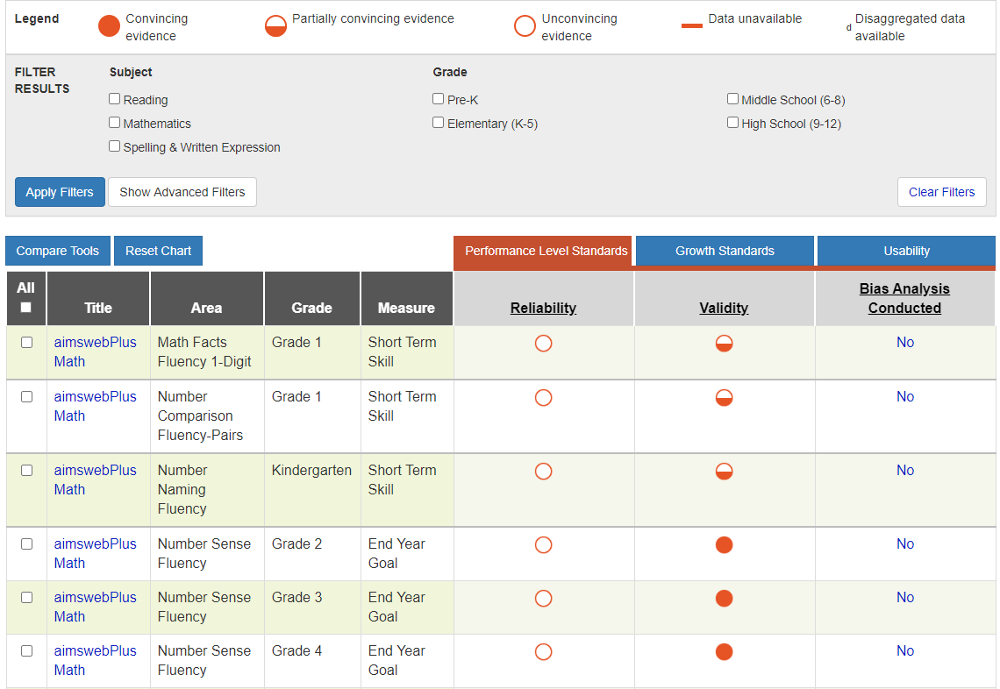 Legend
Convincing
evidence
Partially convincing evidence
Unconvincing
evidence
Data unavailable
d
Disaggregated data
available
FILTER
RESULTS
Subject
Reading
Mathematics
Spelling & Written Expression
Grade
Pre-K
Elementary (K-5)
Middle School (6-8)
High School (9-12)
Apply Filters
Show Advanced Filters
Clear Filters
Compare Tools
Reset Chart
Performance Level Standards
Growth Standards
Usability
All
Title
Area
Grade
Measure
Reliability
Validity
Bias Analysis
Conducted
aimswebPlus
Math
Math Facts
Fluency 1-Digit
Grade 1
Short Term
Skill
No
aimswebPlus
Math
Number
Comparison
Fluency-Pairs
Grade 1
Short Term
Skill
No
aimswebPlus
Math
Number
Naming
Fluency
Kindergarten
Short Term
Skill
No
aimswebPlus
Math
Number Sense
Fluency
Grade 2
End Year
Goal
No
aimswebPlus
Math
Number Sense
Fluency
Grade 3
End Year
Goal
No
aimswebPlus
Math
Number Sense
Fluency
Grade 4
End Year
Goal
No